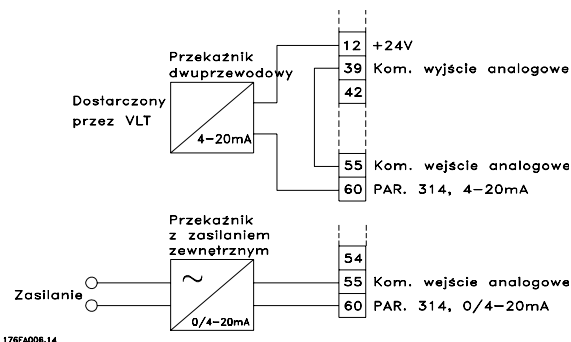 12 +24V
Przekaźnik
dwuprzewodowy
39 Kom. wyjście analogowe
42
Dostarczony
przez VLT
4-20mA
55 Kom. wejście analogowe
60 PAR. 314, 4-20mA
Przekaźnik
z zasilaniem
zewnętrznym
54
~
55 Kom. wejście analogowe
Zasilanie
60 PAR. 314, 0/4-20mA
0/4-20mA
176FA006.14